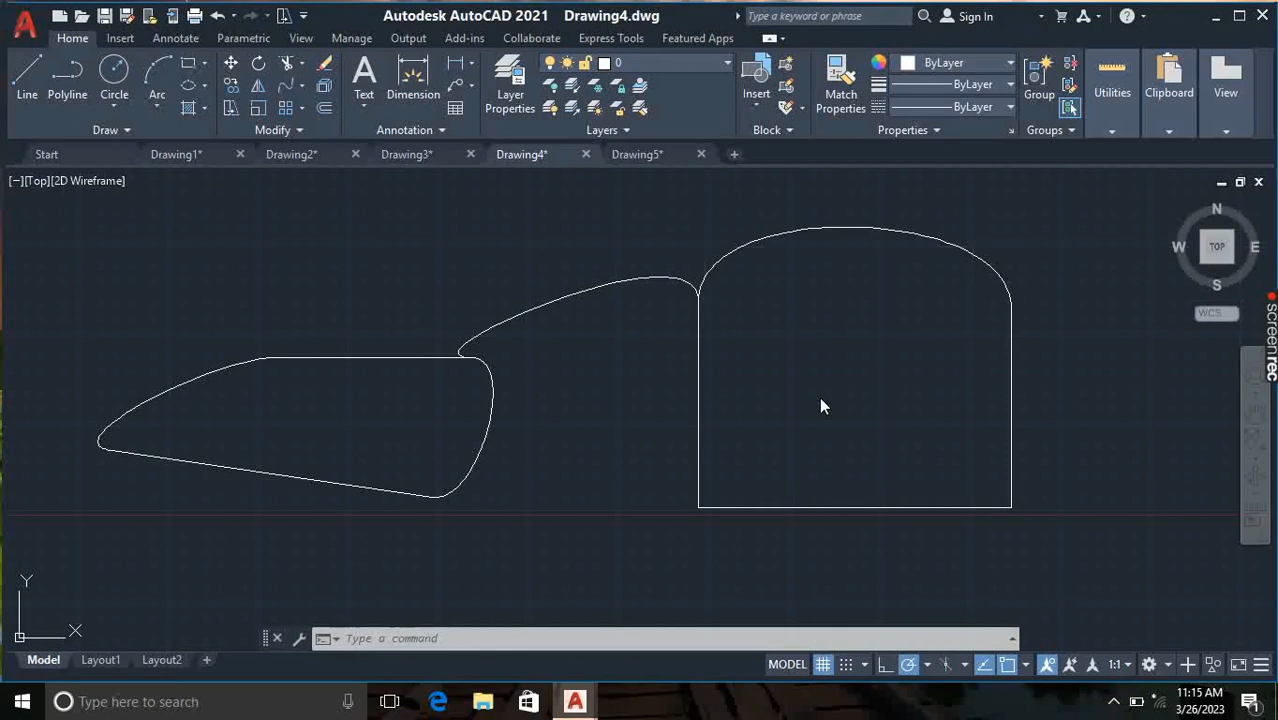 Autodesk AutoCAD 2021 Drawing4.dwg
Type a keyword or phrase
Sign In
Home Insert Annotate Parametric View Manage Output Add-ins Collaborate Express Tools Featured Apps
Line Polyline Circle Arc
Text Dimension
Layer Properties
0
Insert
Match Properties
ByLayer
ByLayer
ByLayer
Group
Utilities
Clipboard
View
Draw Modify Annotation Layers Block Properties Groups
Start Drawing1* Drawing2* Drawing3* Drawing4* Drawing5*
[−][Top][2D Wireframe]
N
W TOP E
S
WCS
screenrec
Y
X
Type a command
Model Layout1 Layout2
MODEL 1:1
Type here to search
11:15 AM
3/26/2023
1